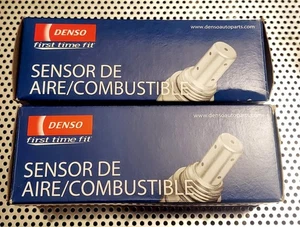 DENSO
first time fit
www.densoautoparts.com
SENSOR DE
AIRE/COMBUSTIBLE
DENSO
first time fit
www.densoautoparts.com
SENSOR DE
AIRE/COMBUSTIBLE